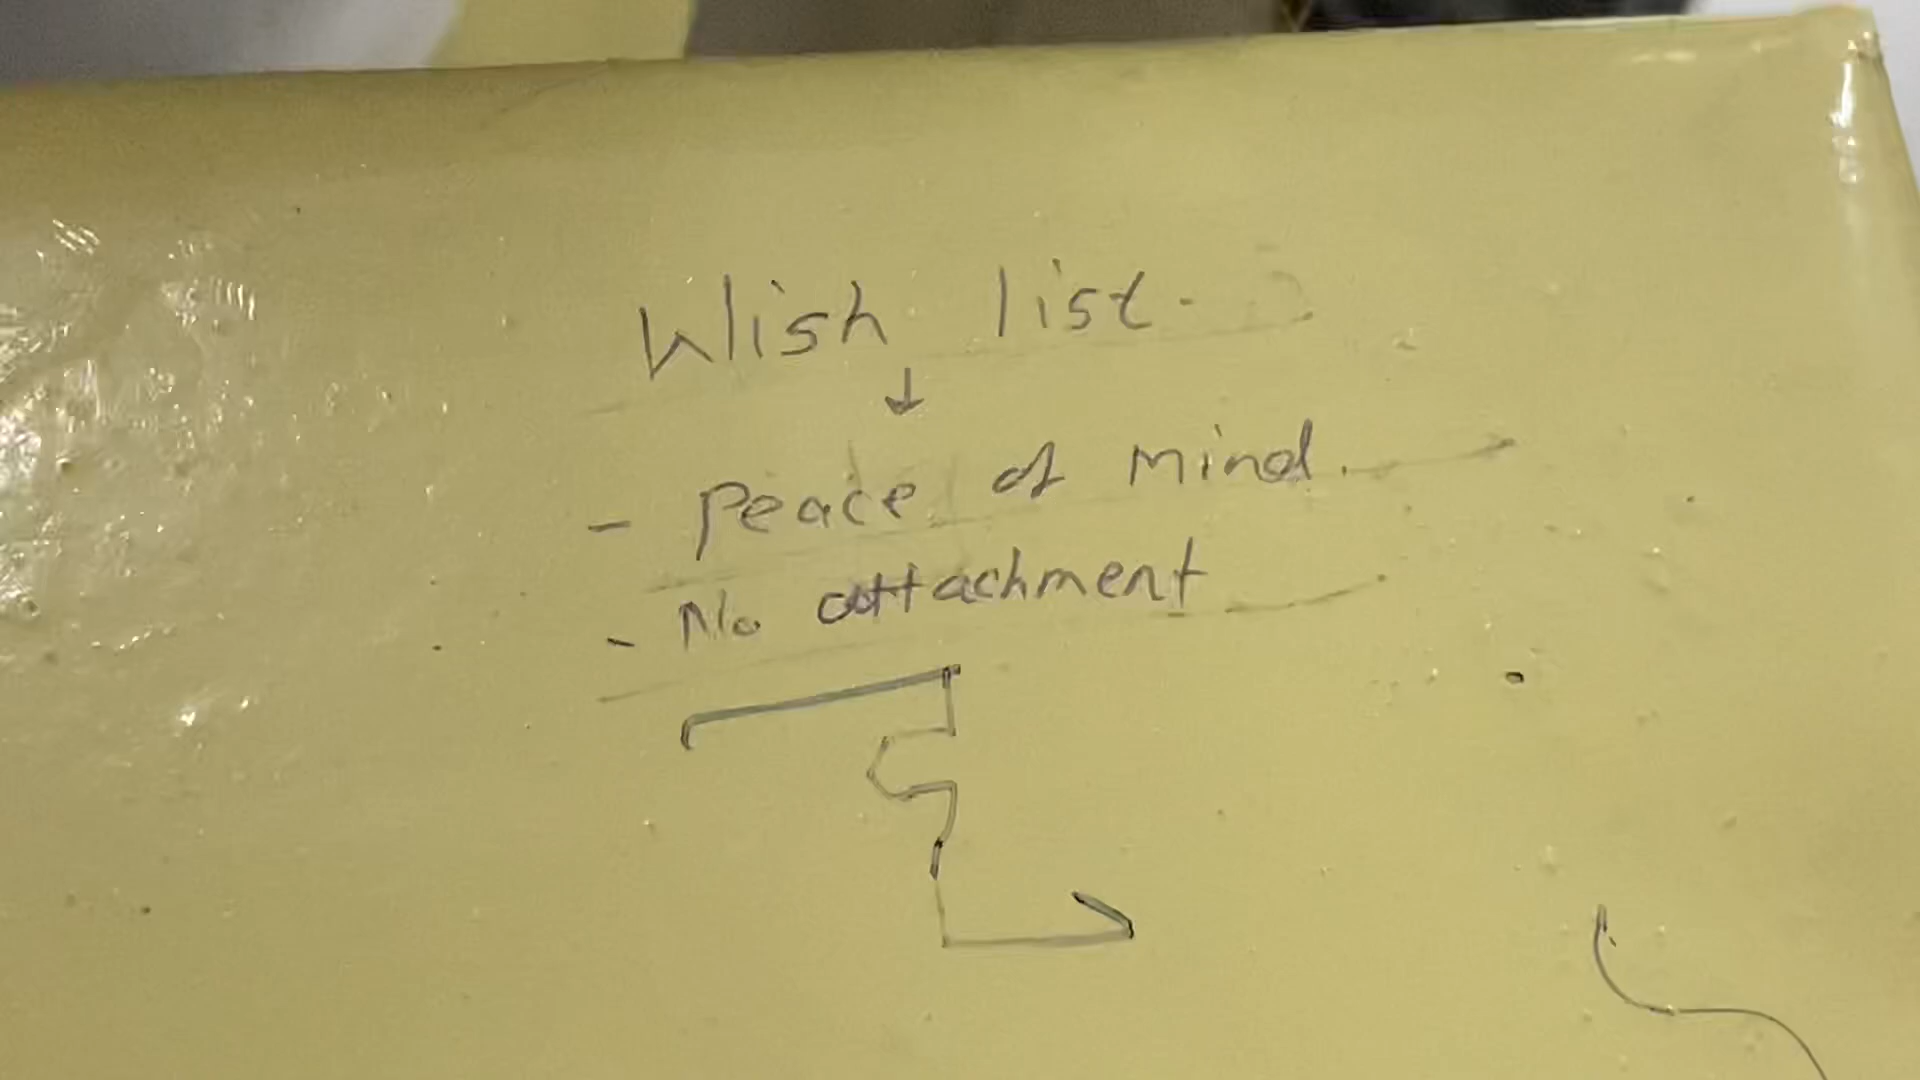 Wish list.
↓
- Peace of mind.
- No attachment